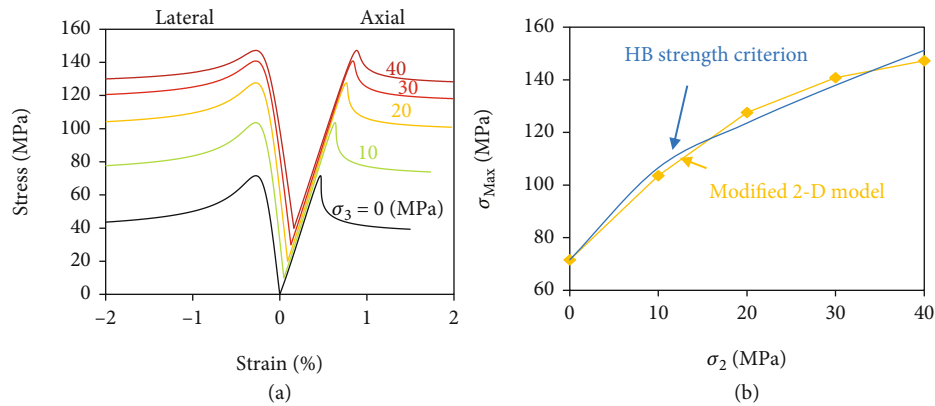 Lateral Axial
160
140
120
100
80
60
40
20
0
Stress (MPa)
40
30
20
10
σ3 = 0 (MPa)
−2 −1 0 1 2
Strain (%)
(a)
160
140
120
100
80
60
σMax (MPa)
HB strength criterion
Modified 2-D model
0 10 20 30 40
σ2 (MPa)
(b)